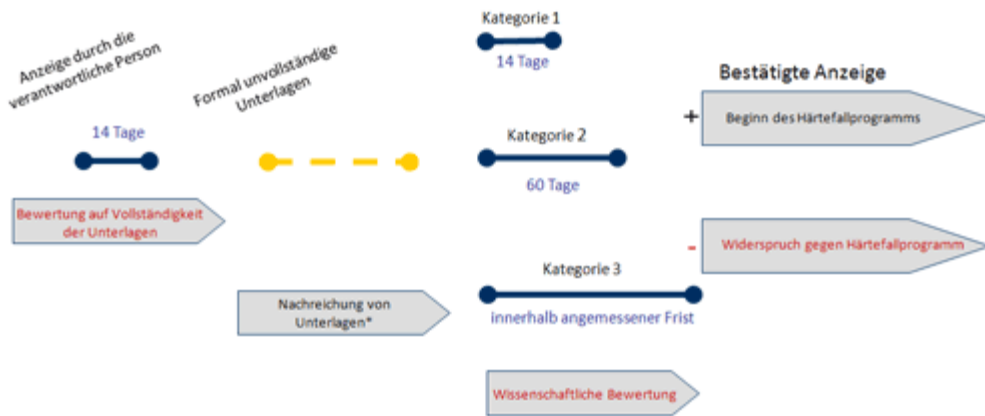 Anzeige durch die
verantwortliche Person
14 Tage
Bewertung auf Vollständigkeit
der Unterlagen
Formal unvollständige
Unterlagen
Nachreichung von
Unterlagen*
Kategorie 1
14 Tage
Kategorie 2
60 Tage
Kategorie 3
innerhalb angemessener Frist
Wissenschaftliche Bewertung
Bestätigte Anzeige
+
Beginn des Härtefallprogramms
-
Widerspruch gegen Härtefallprogramm